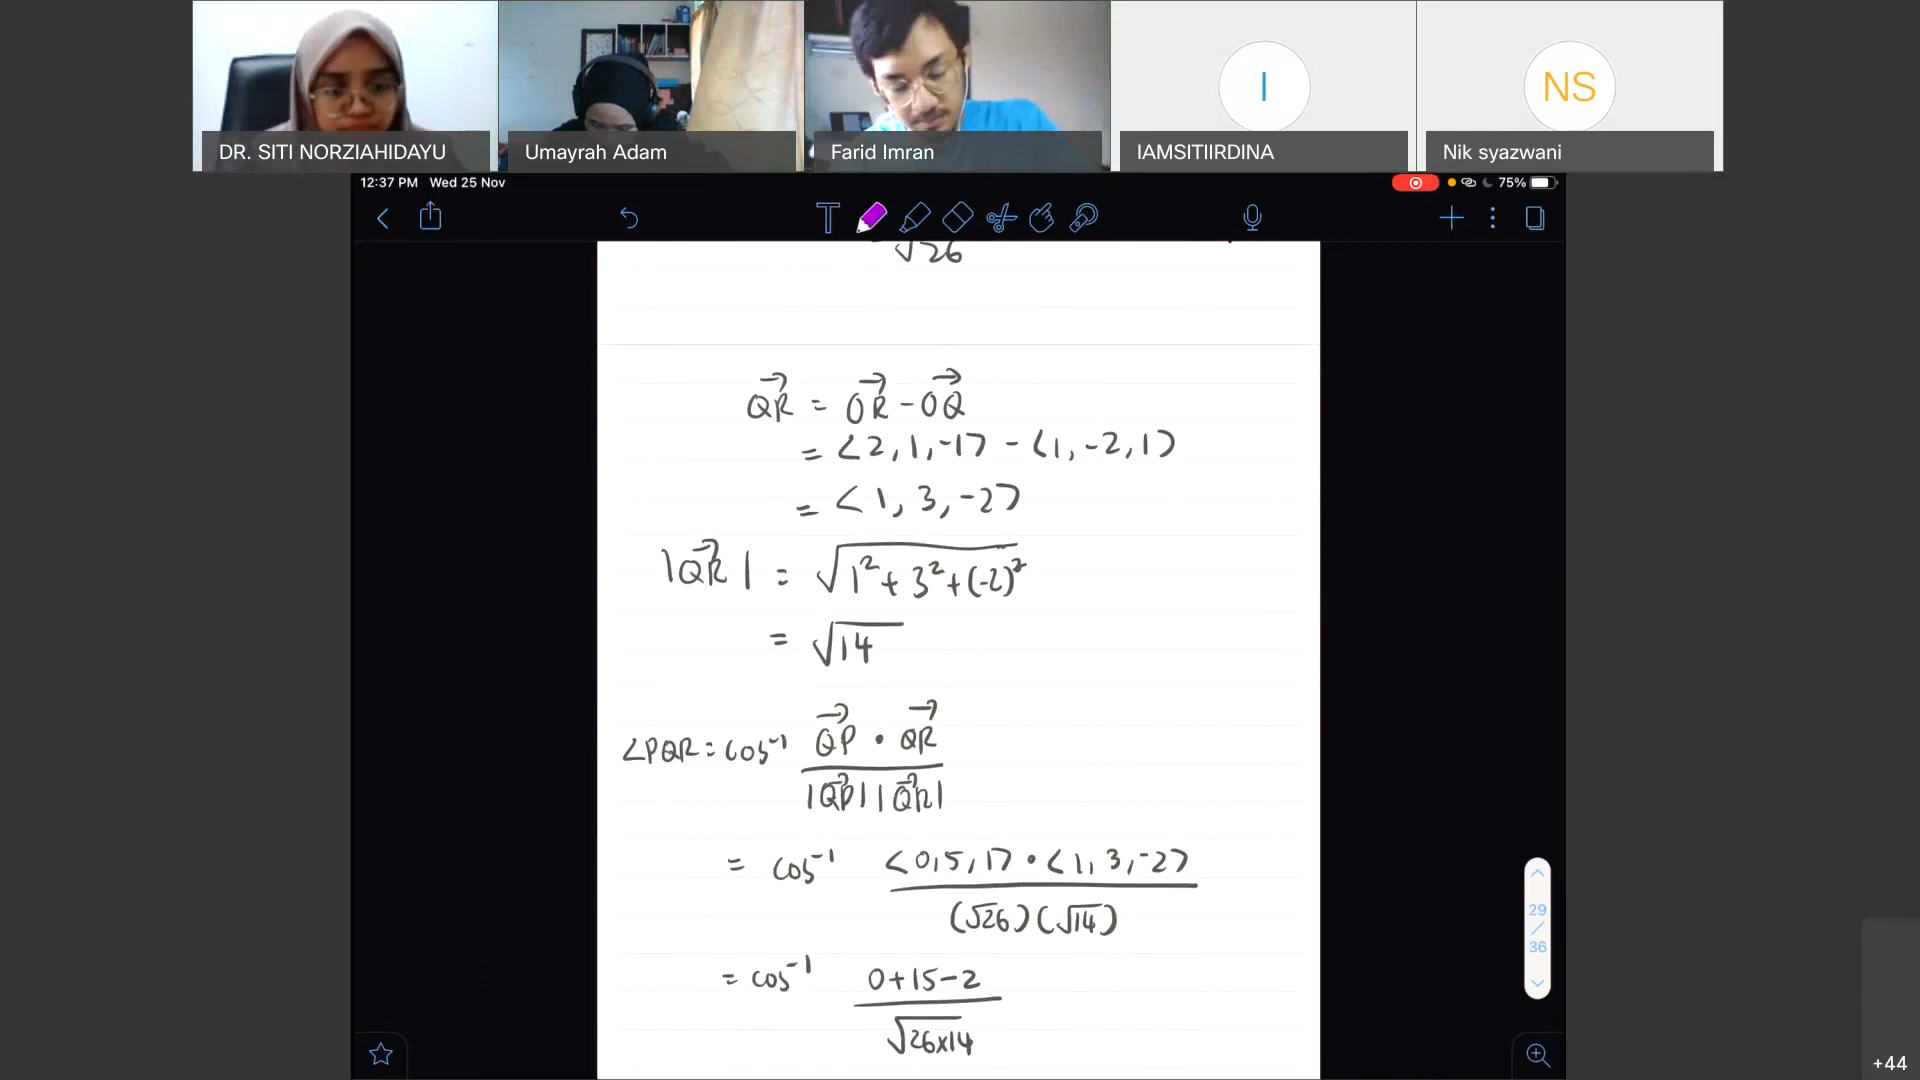 DR. SITI NORZIAHIDAYU
Umayrah Adam
Farid Imran
I
IAMSITIIRDINA
NS
Nik syazwani
12:37 PM Wed 25 Nov
75%
T
√26
QR⃗ = OR⃗ - OQ⃗
= <2, 1, -1> - <1, -2, 1>
= <1, 3, -2>
|QR⃗| = √(1² + 3² + (-2)²)
= √14
∠PQR = cos⁻¹ (QP⃗ • QR⃗) / (|QP⃗| |QR⃗|)
= cos⁻¹ (<0, 5, 1> • <1, 3, -2>) / ((√26)(√14))
= cos⁻¹ (0+15-2) / √(26x14)
29
/
36
+44